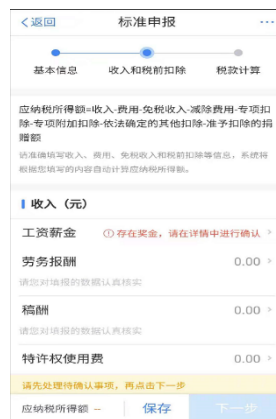 <返回 标准申报 ···
基本信息 收入和税前扣除 税款计算
应纳税所得额=收入-费用-免税收入-减除费用-专项扣
除-专项附加扣除-依法确定的其他扣除-准予扣除的捐
赠额
请准确填写收入、费用、免税收入和税前扣除等信息，系统将
根据您填写的内容自动计算应纳税所得额。
收入（元）
工资薪金 存在奖金，请在详情中进行确认 >
劳务报酬 0.00 >
请您对填报的数据认真核实
稿酬 0.00 >
请您对填报的数据认真核实
特许权使用费 0.00 >
请先处理待确认事项，再点击下一步
应纳税所得额 -- 保存 下一步